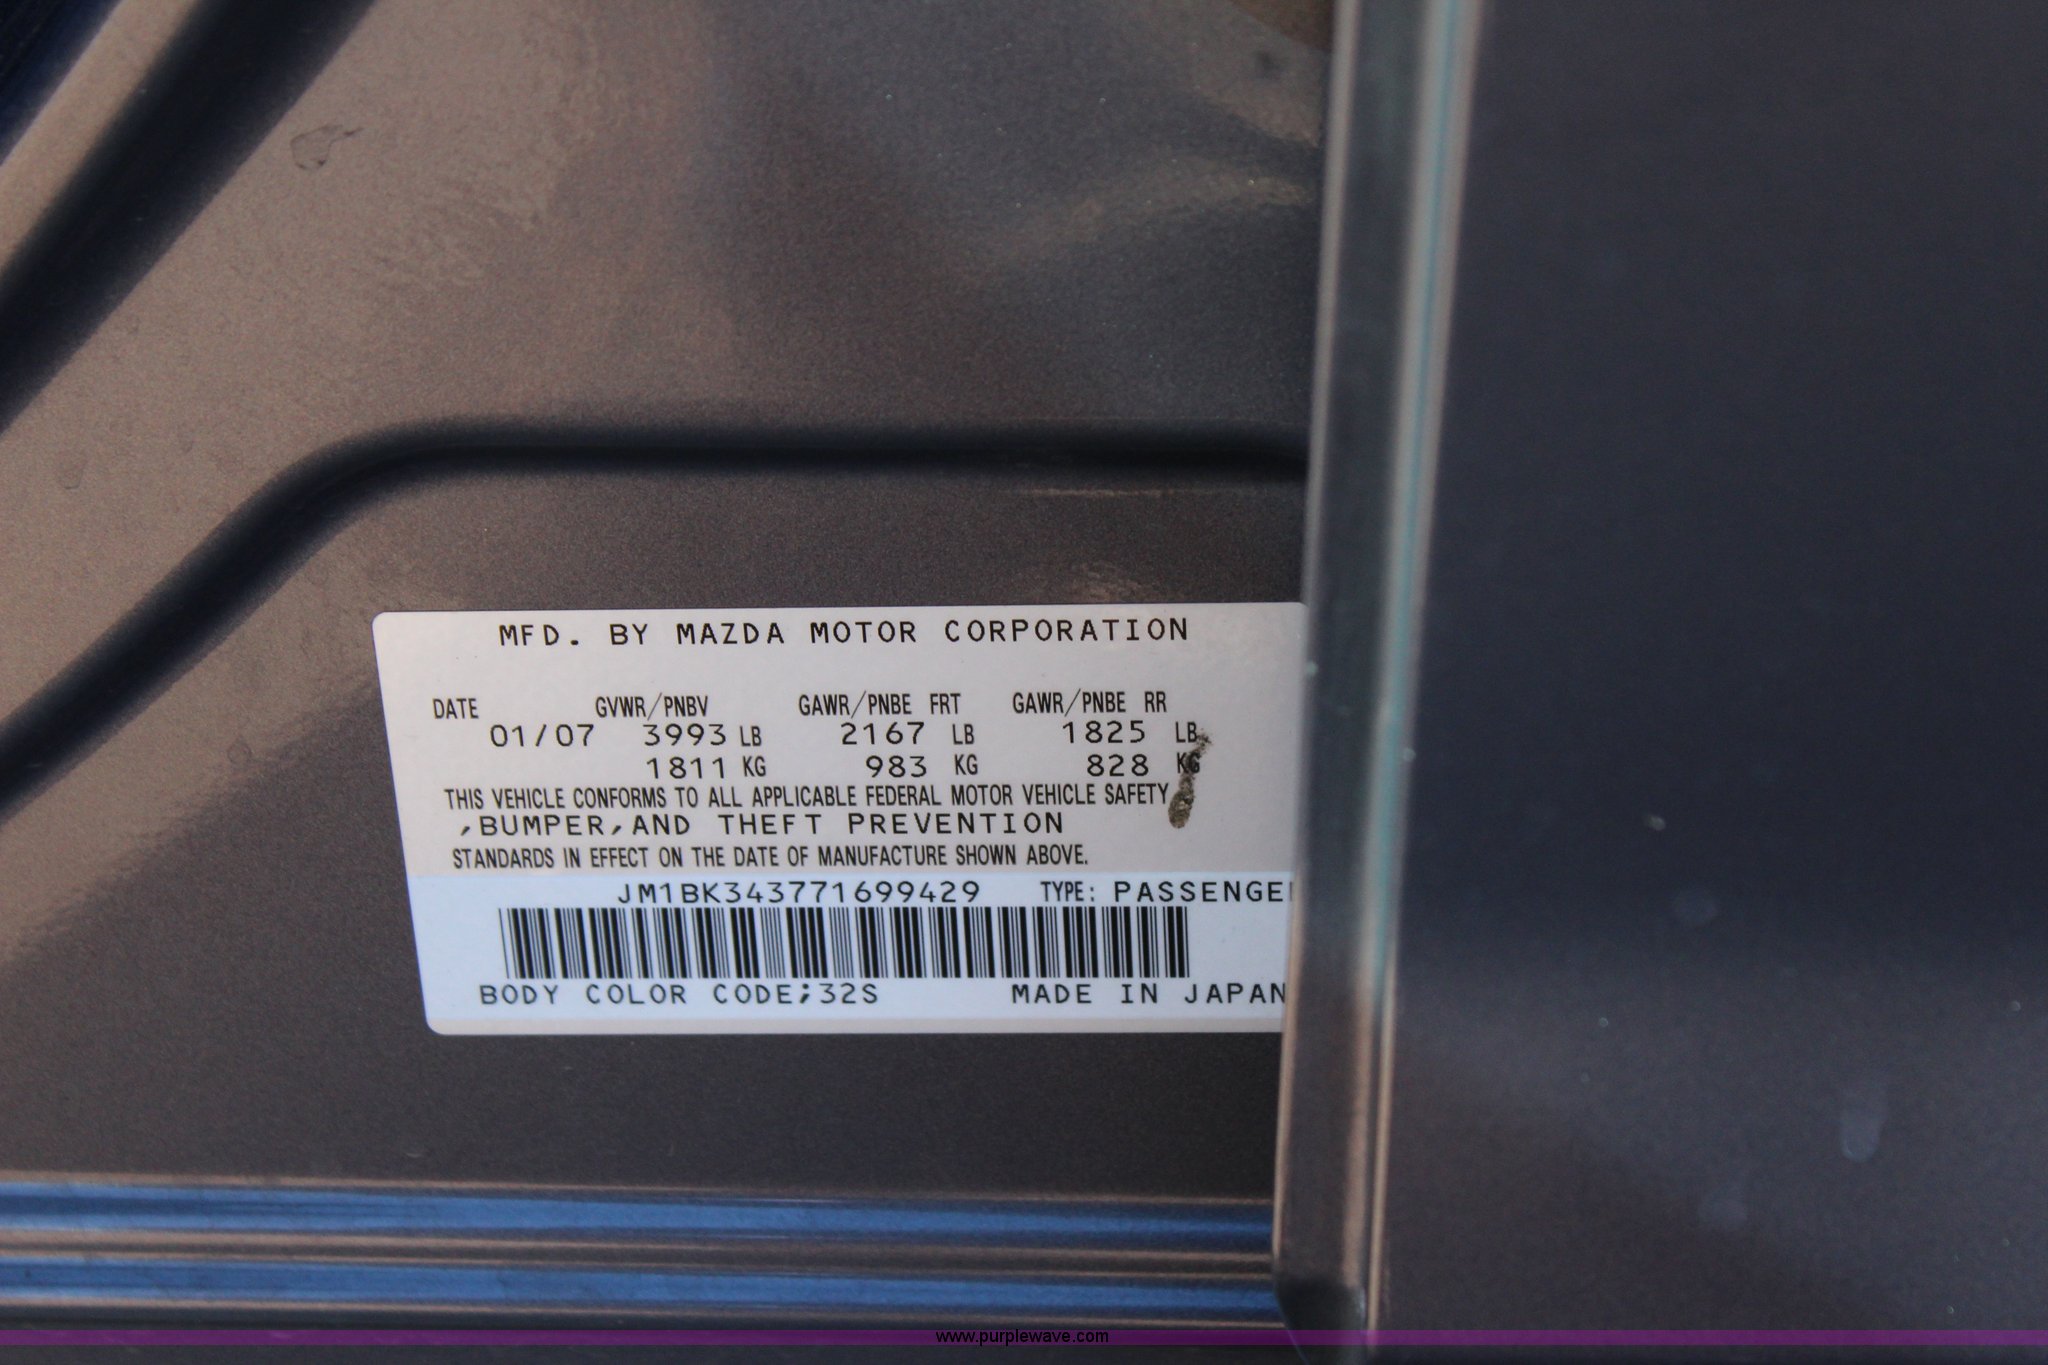 MFD. BY MAZDA MOTOR CORPORATION
DATE GVWR/PNBV GAWR/PNBE FRT GAWR/PNBE RR
01/07 3993 LB 2167 LB 1825 LB
1811 KG 983 KG 828 KG
THIS VEHICLE CONFORMS TO ALL APPLICABLE FEDERAL MOTOR VEHICLE SAFETY
,BUMPER,AND THEFT PREVENTION
STANDARDS IN EFFECT ON THE DATE OF MANUFACTURE SHOWN ABOVE.
JM1BK343771699429 TYPE: PASSENGER
BODY COLOR CODE;32S MADE IN JAPAN
www.purplewave.com